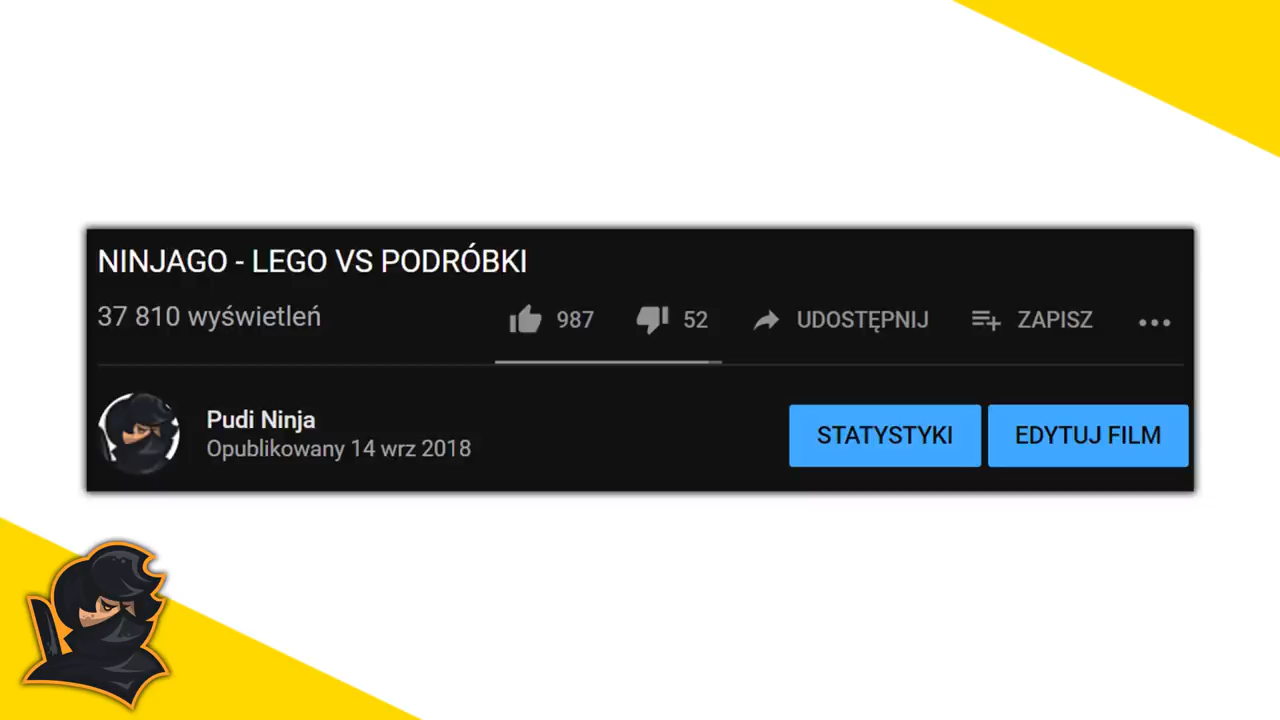 NINJAGO - LEGO VS PODRÓBKI
37 810 wyświetleń 987 52 UDOSTĘPNIJ ZAPISZ
Pudi Ninja
Opublikowany 14 wrz 2018
STATYSTYKI EDYTUJ FILM